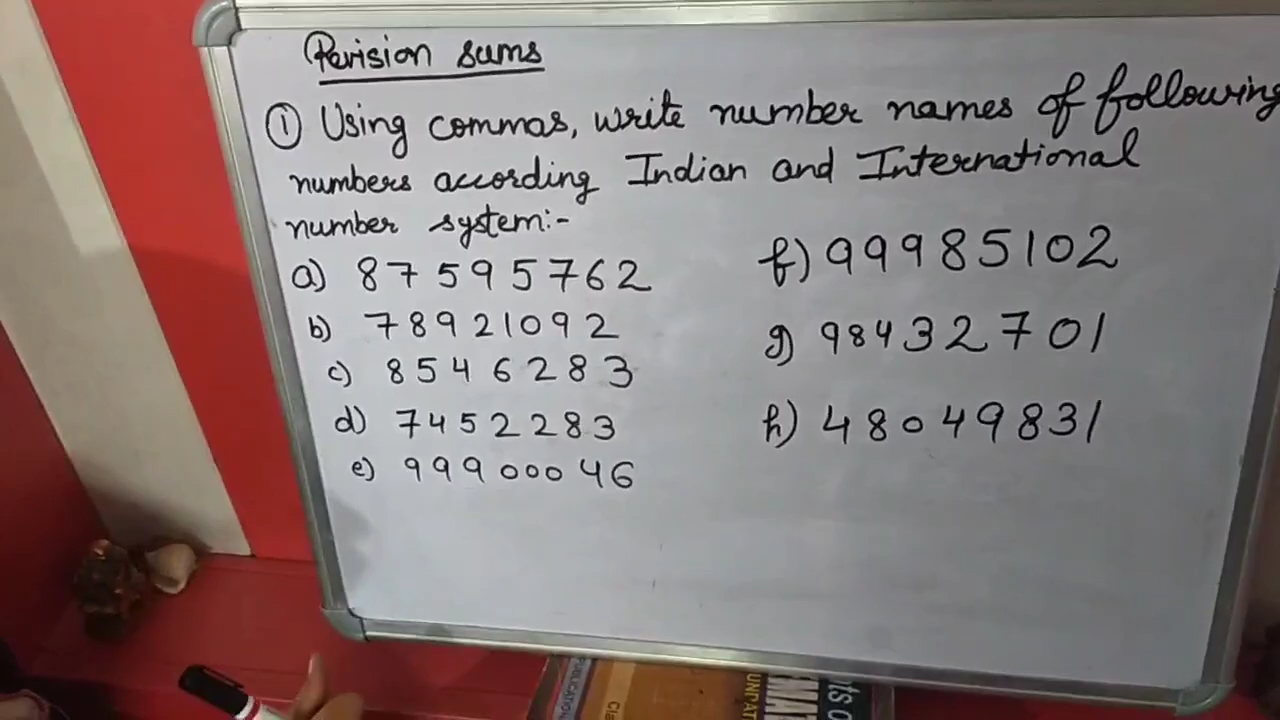 Revision sums
① Using commas, write number names of following
numbers according Indian and International
number system:-
a) 87595762
b) 78921092
c) 8546283
d) 7452283
e) 99900046
f) 99985102
g) 98432701
h) 48049831